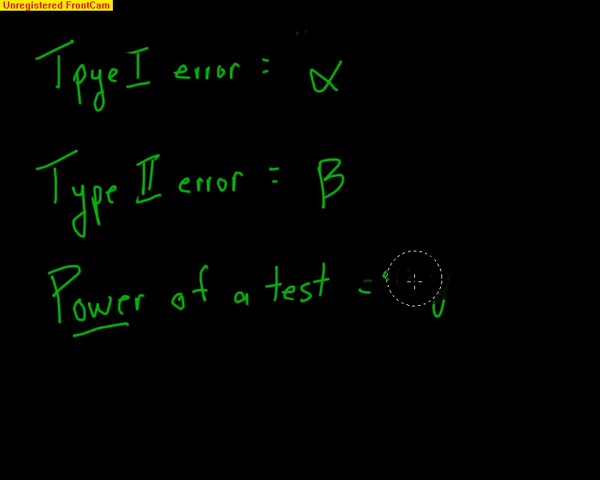 Unregistered FrontCam
Tpye I error = α
Type II error = β
Power of a test =